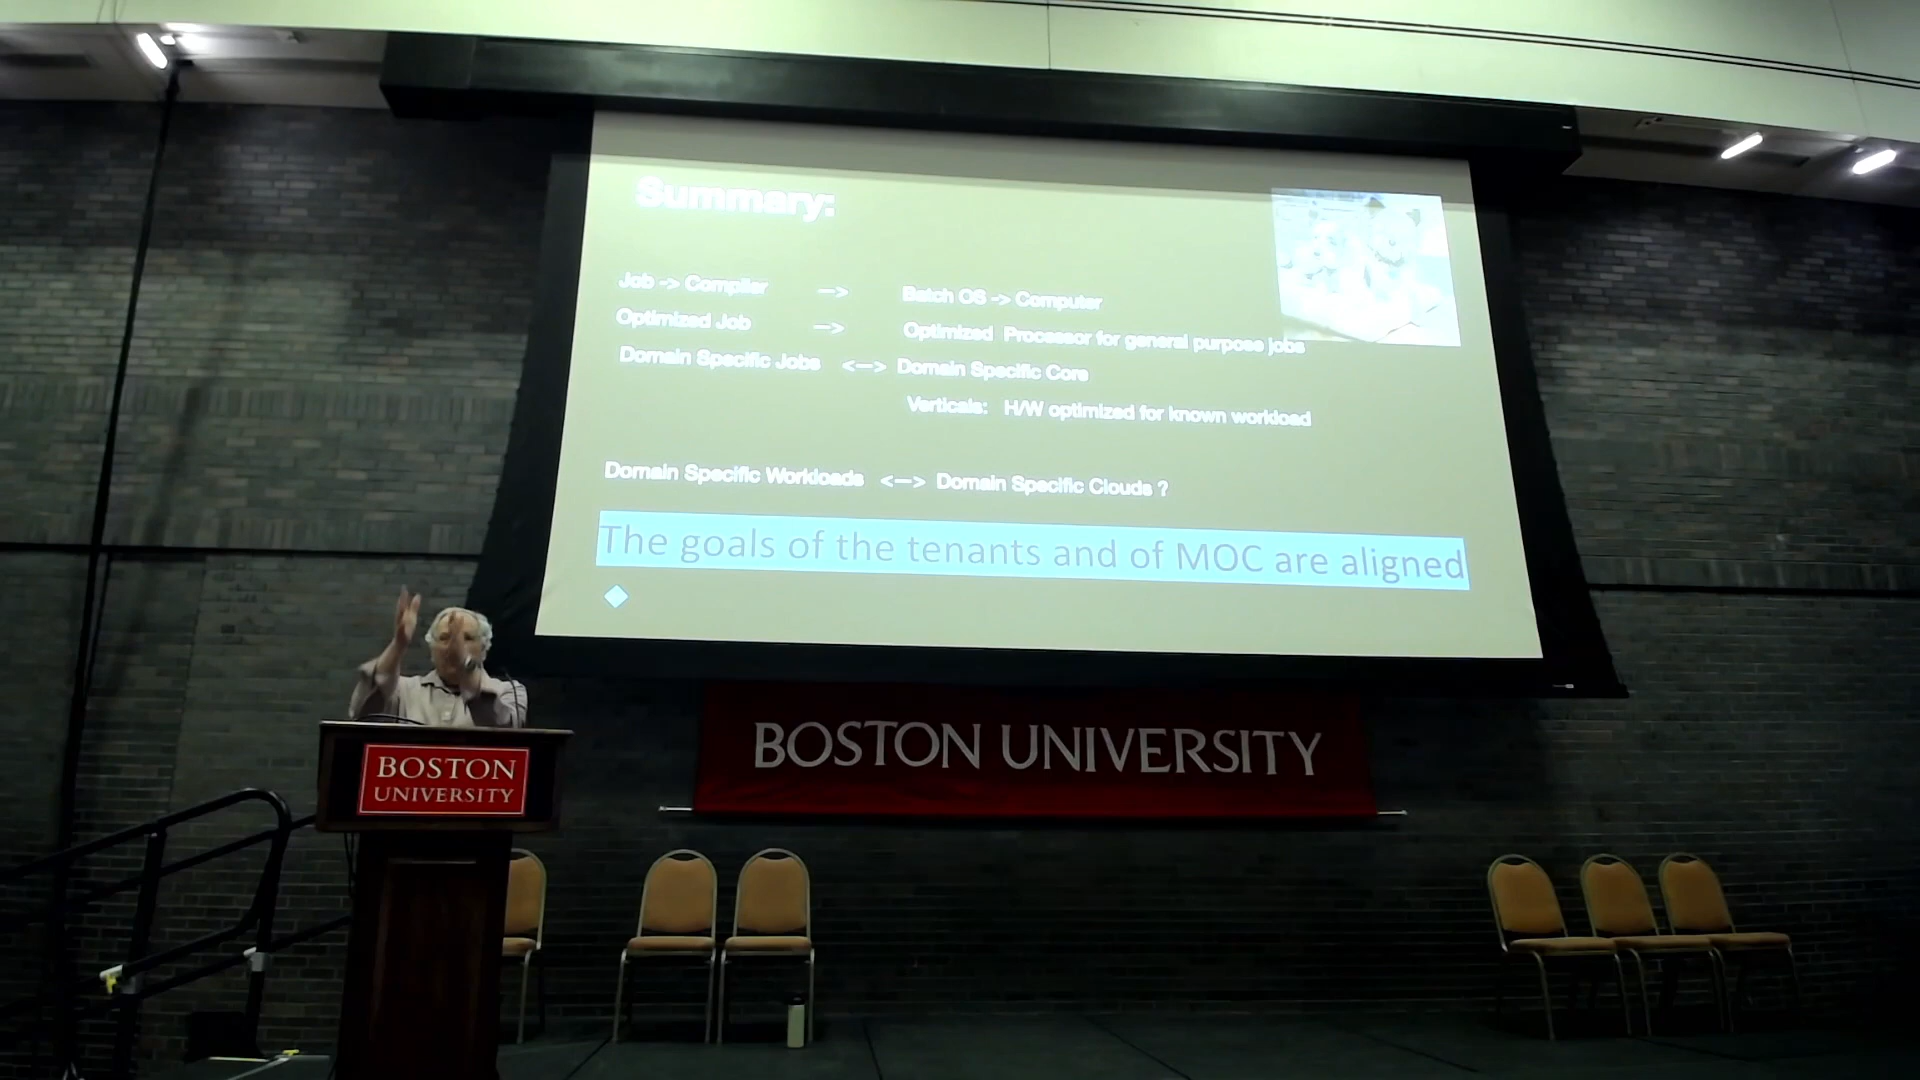 Summary:
Job -> Compiler —> Batch OS -> Computer
Optimized Job —> Optimized Processor for general purpose jobs
Domain Specific Jobs <—> Domain Specific Core
Verticals: H/W optimized for known workload
Domain Specific Workloads <—> Domain Specific Clouds ?
The goals of the tenants and of MOC are aligned
BOSTON UNIVERSITY
BOSTON
UNIVERSITY